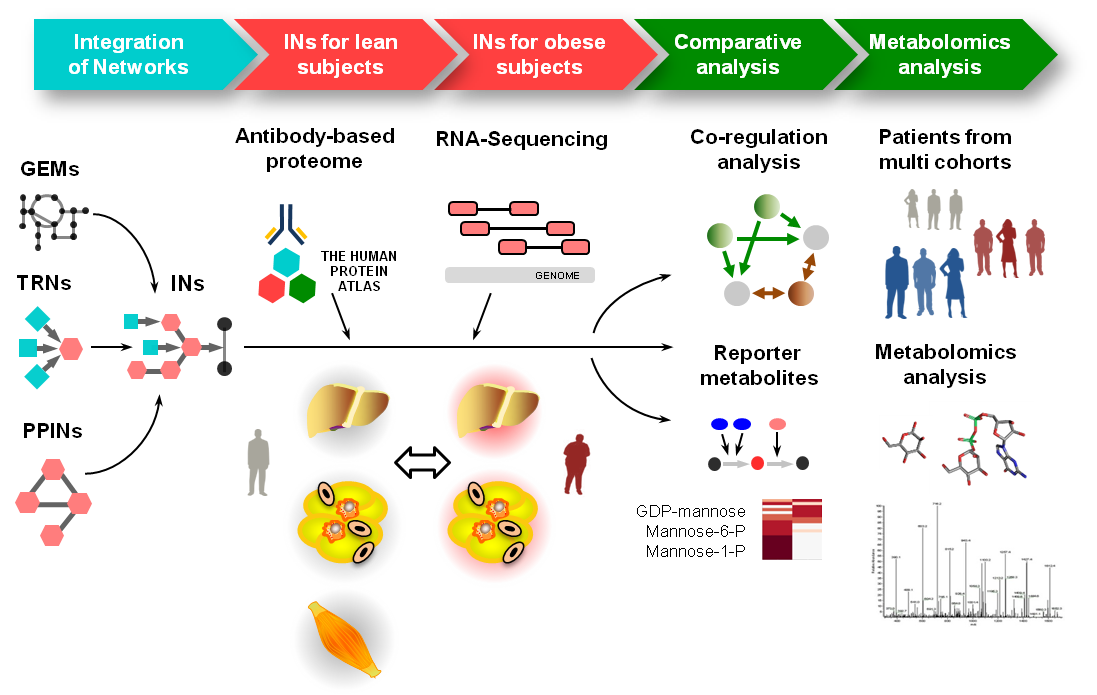 Integration
of Networks
INs for lean
subjects
INs for obese
subjects
Comparative
analysis
Metabolomics
analysis
GEMs
TRNs
INs
PPINs
Antibody-based
proteome
THE HUMAN
PROTEIN
ATLAS
RNA-Sequencing
GENOME
Co-regulation
analysis
Reporter
metabolites
GDP-mannose
Mannose-6-P
Mannose-1-P
Patients from
multi cohorts
Metabolomics
analysis